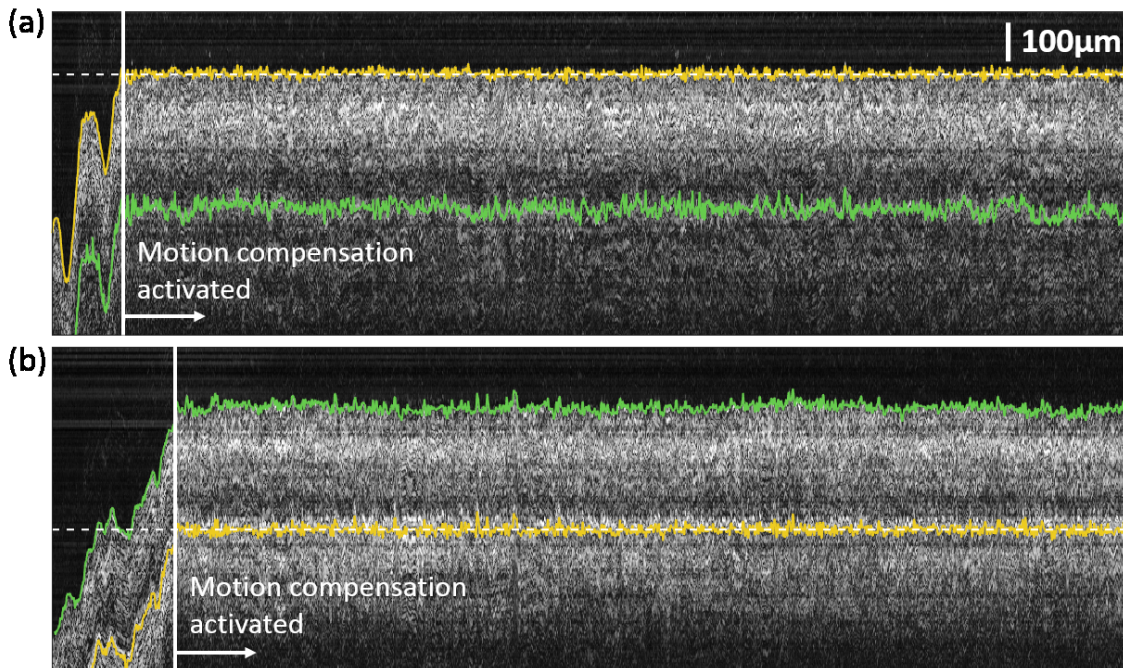 (a)
100μm
Motion compensation
activated
(b)
Motion compensation
activated